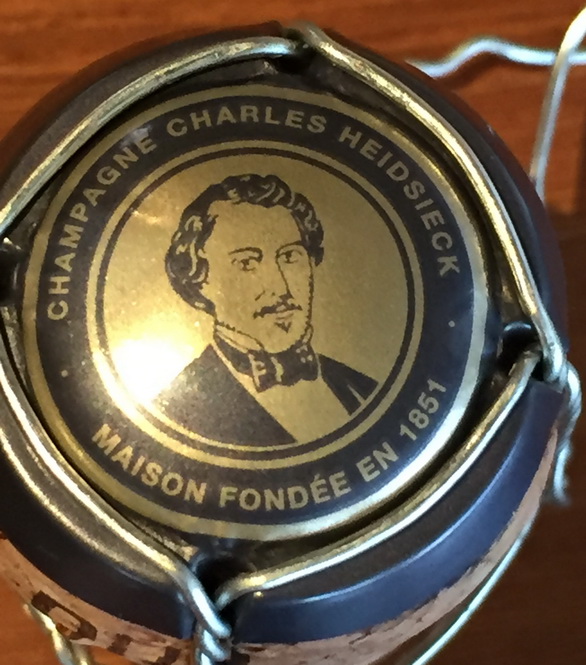 CHAMPAGNE CHARLES HEIDSIECK
MAISON FONDÉE EN 1851